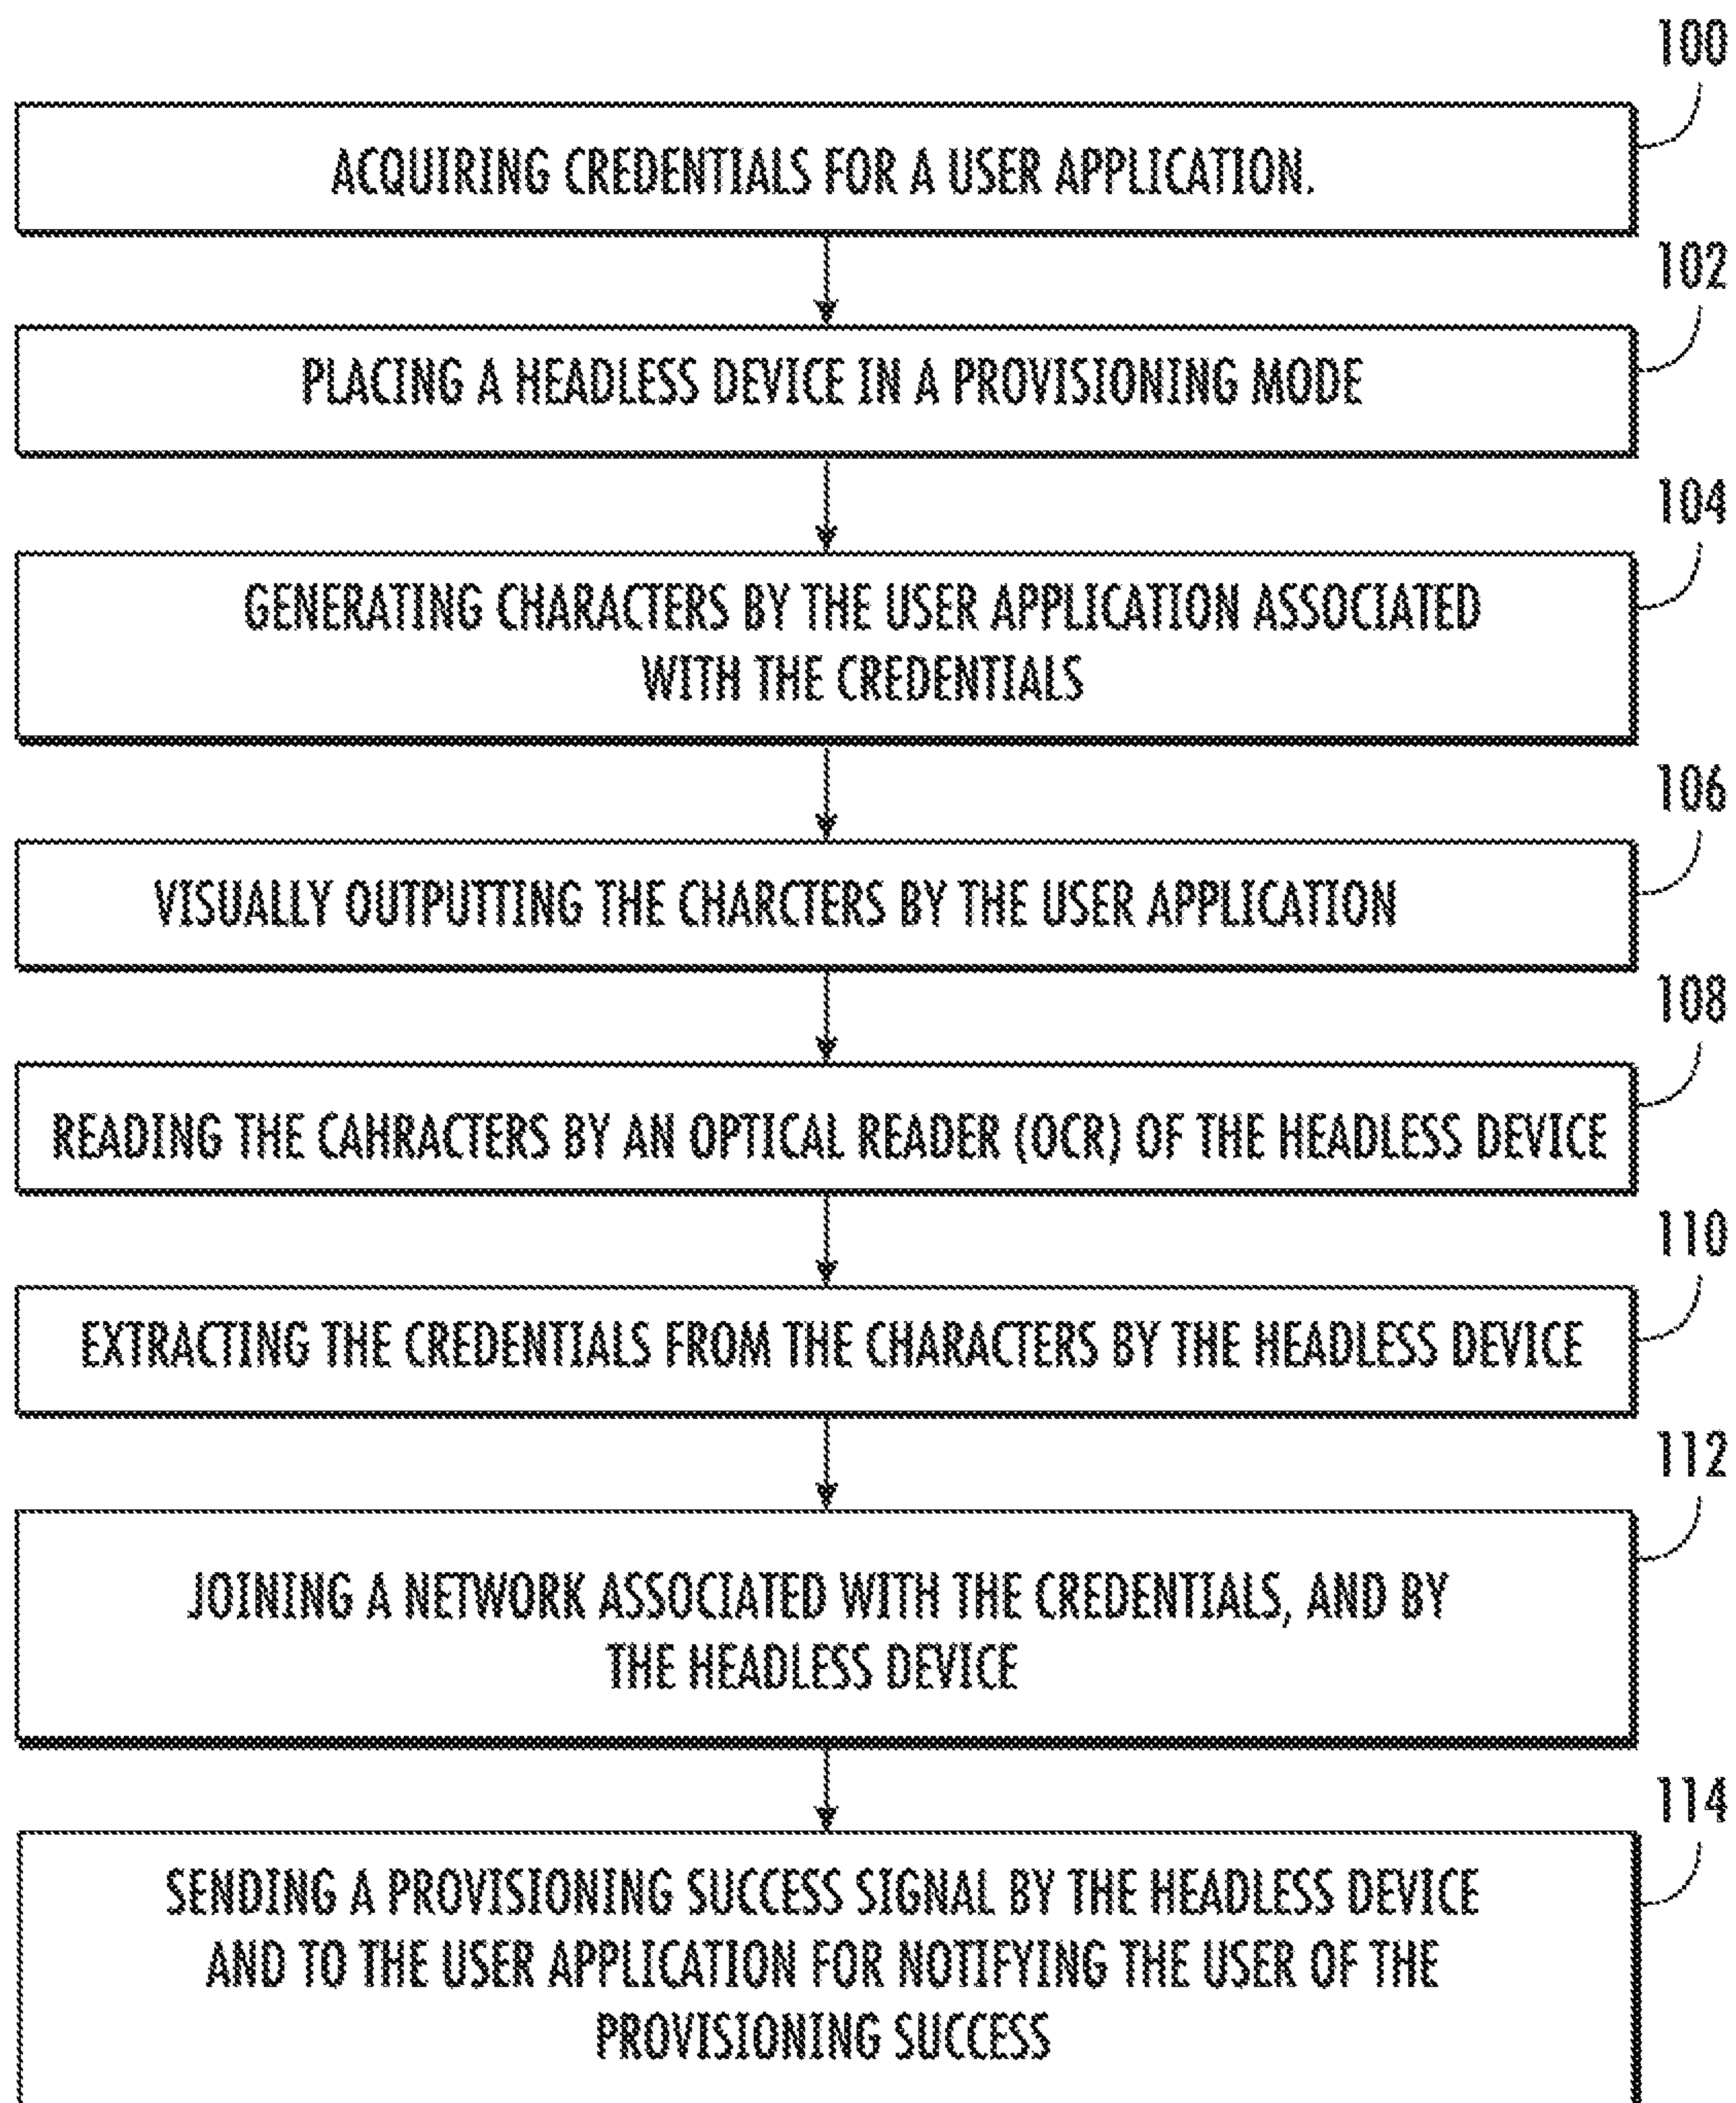 100
ACQUIRING CREDENTIALS FOR A USER APPLICATION.
102
PLACING A HEADLESS DEVICE IN A PROVISIONING MODE
104
GENERATING CHARACTERS BY THE USER APPLICATION ASSOCIATED
WITH THE CREDENTIALS
106
VISUALLY OUTPUTTING THE CHARCTERS BY THE USER APPLICATION
108
READING THE CAHRACTERS BY AN OPTICAL READER (OCR) OF THE HEADLESS DEVICE
110
EXTRACTING THE CREDENTIALS FROM THE CHARACTERS BY THE HEADLESS DEVICE
112
JOINING A NETWORK ASSOCIATED WITH THE CREDENTIALS, AND BY
THE HEADLESS DEVICE
114
SENDING A PROVISIONING SUCCESS SIGNAL BY THE HEADLESS DEVICE
AND TO THE USER APPLICATION FOR NOTIFYING THE USER OF THE
PROVISIONING SUCCESS